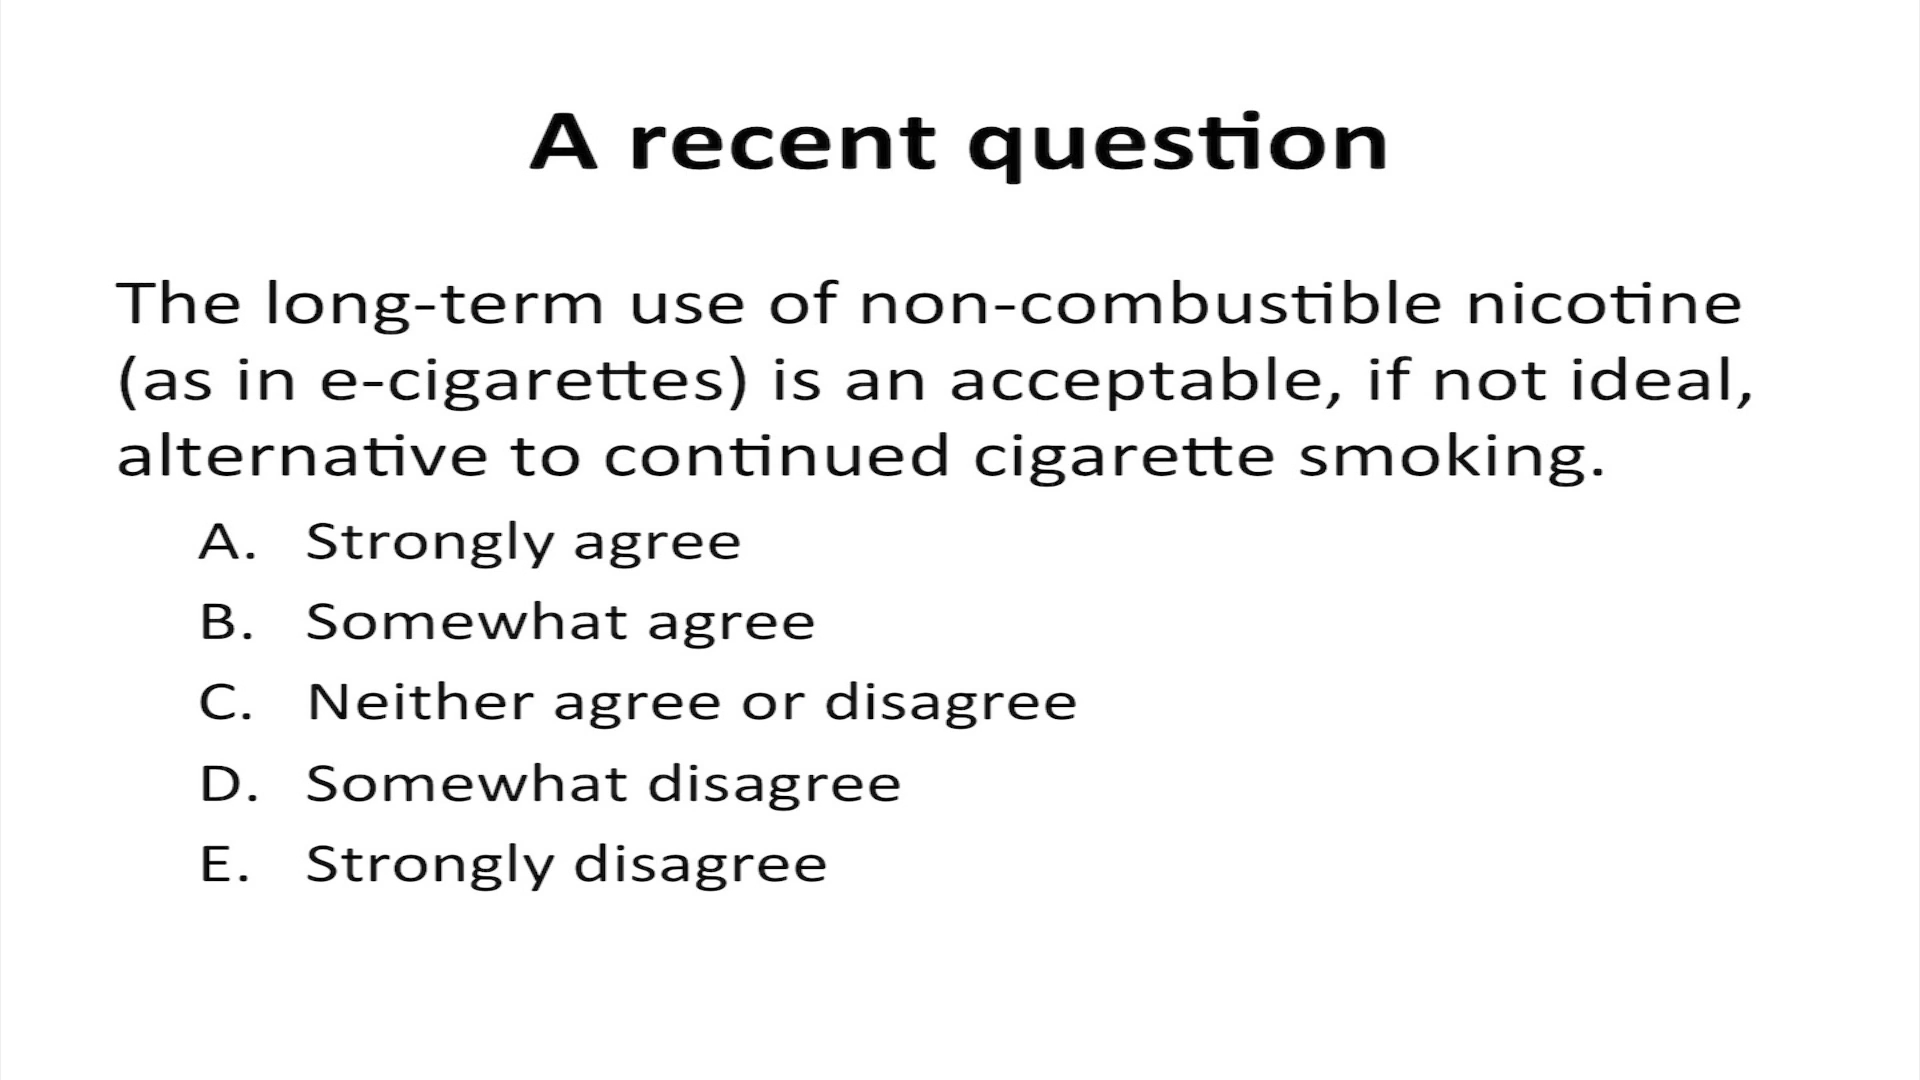 A recent question
The long-term use of non-combustible nicotine
(as in e-cigarettes) is an acceptable, if not ideal,
alternative to continued cigarette smoking.
A. Strongly agree
B. Somewhat agree
C. Neither agree or disagree
D. Somewhat disagree
E. Strongly disagree